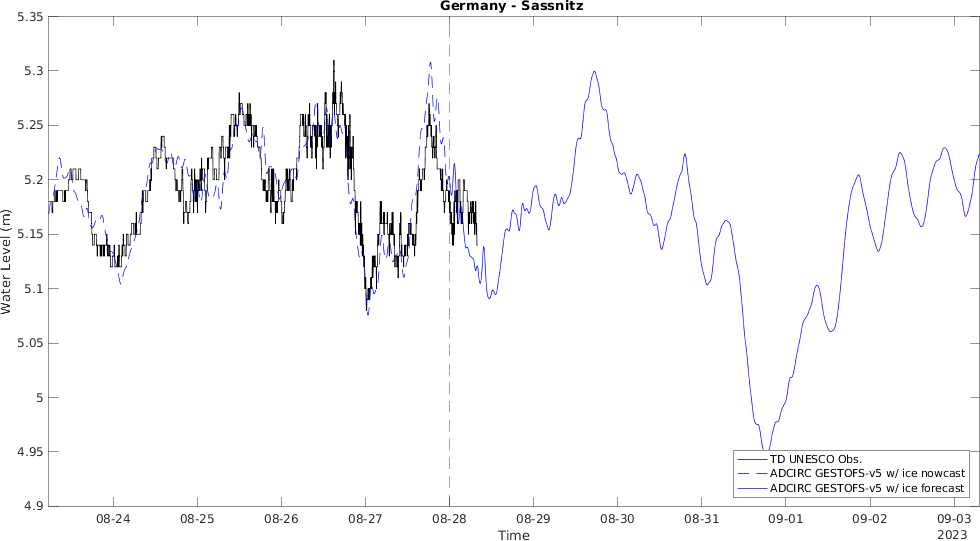 Germany - Sassnitz
5.35
5.3
5.25
5.2
5.15
5.1
5.05
5
4.95
4.9
Water Level (m)
TD UNESCO Obs.
ADCIRC GESTOFS-v5 w/ ice nowcast
ADCIRC GESTOFS-v5 w/ ice forecast
08-24 08-25 08-26 08-27 08-28 08-29 08-30 08-31 09-01 09-02 09-03
2023
Time